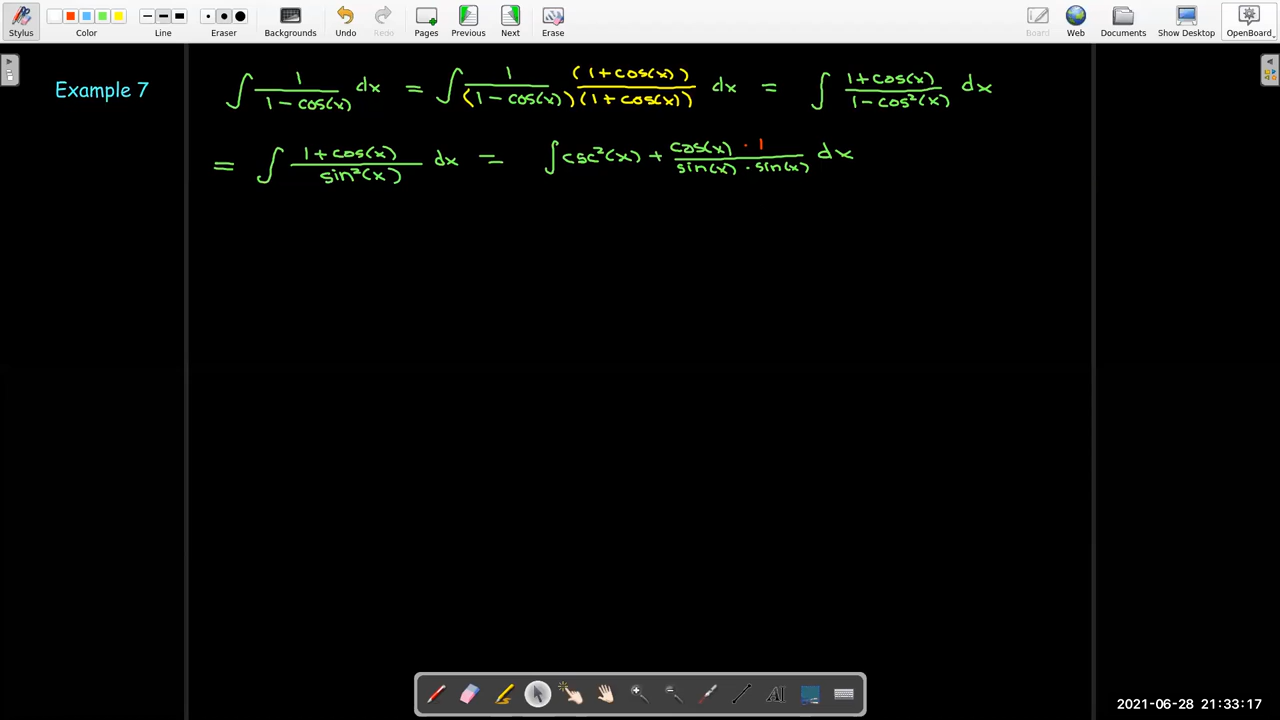 Stylus Color Line Eraser Backgrounds Undo Redo Pages Previous Next Erase Board Web Documents Show Desktop OpenBoard
Example 7 ∫ 1/(1 - cos(x)) dx = ∫ 1/(1 - cos(x)) (1 + cos(x))/(1 + cos(x)) dx = ∫ (1 + cos(x))/(1 - cos²(x)) dx
= ∫ (1 + cos(x))/sin²(x) dx = ∫ csc²(x) + (cos(x) · 1)/(sin(x) · sin(x)) dx
AI
2021-06-28 21:33:17